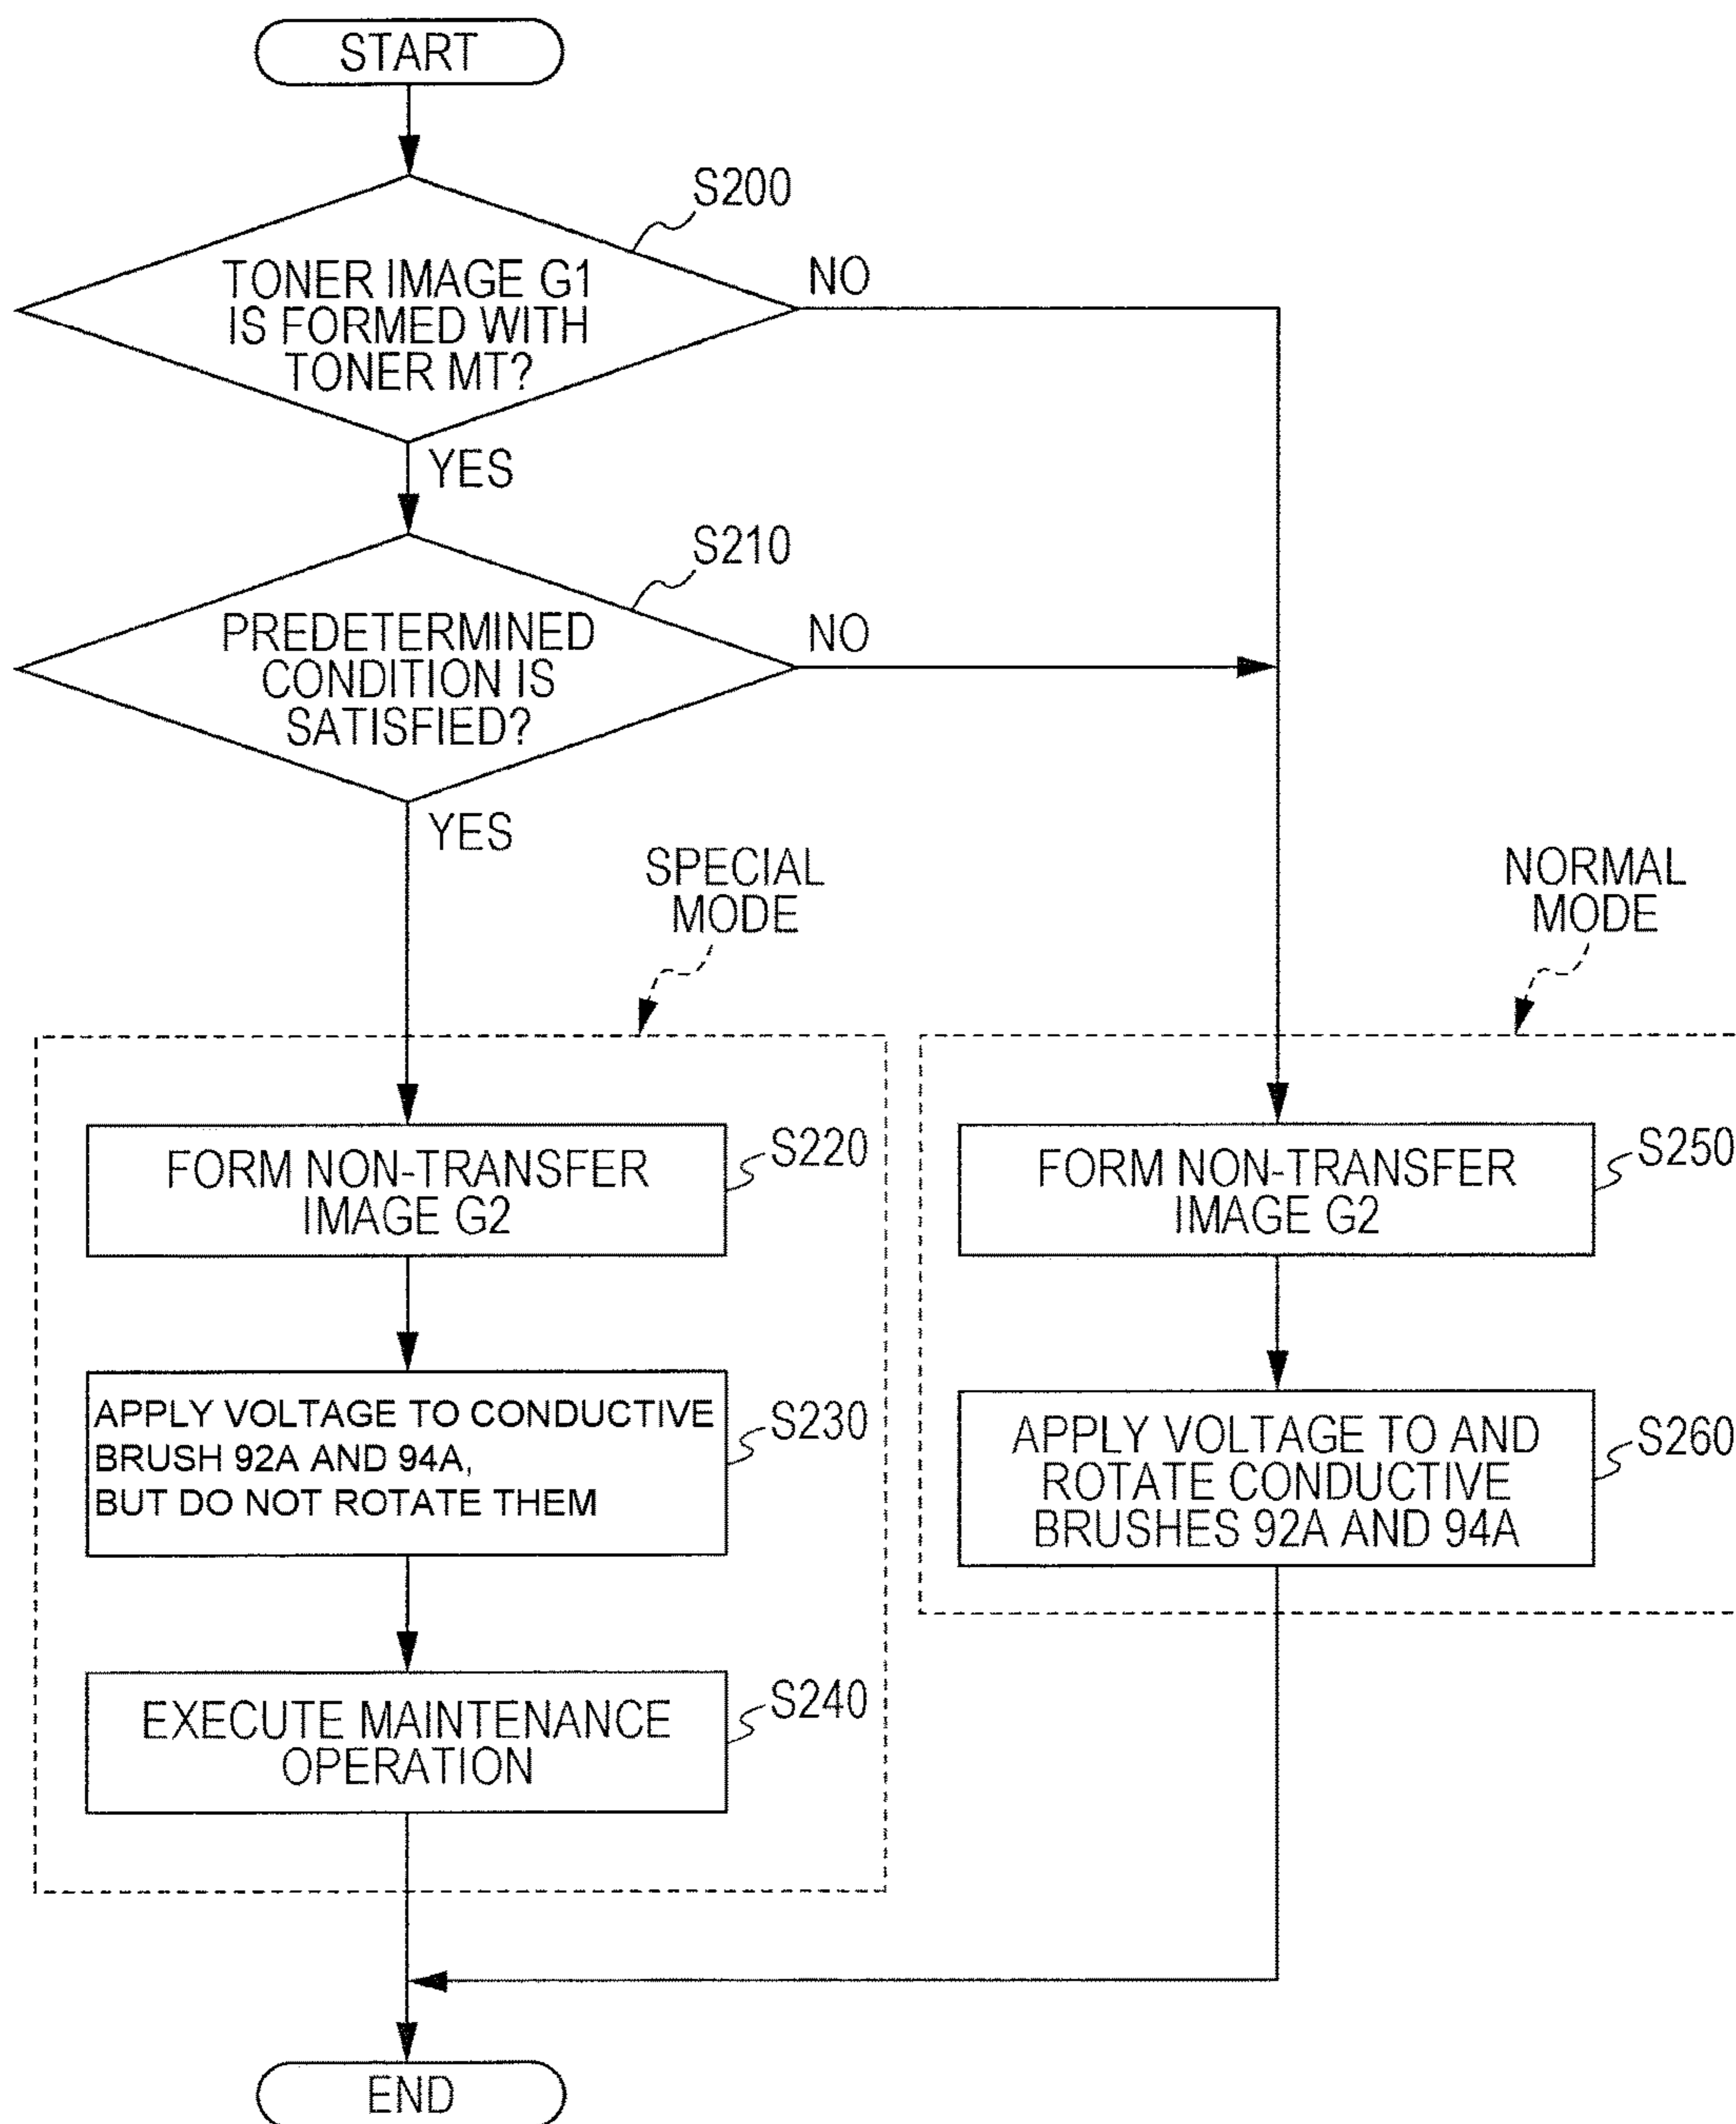 START
S200
TONER IMAGE G1
IS FORMED WITH
TONER MT?
NO
YES
S210
PREDETERMINED
CONDITION IS
SATISFIED?
NO
YES
SPECIAL
MODE
NORMAL
MODE
FORM NON-TRANSFER
IMAGE G2
S220
FORM NON-TRANSFER
IMAGE G2
S250
APPLY VOLTAGE TO CONDUCTIVE
BRUSH 92A AND 94A,
BUT DO NOT ROTATE THEM
S230
APPLY VOLTAGE TO AND
ROTATE CONDUCTIVE
BRUSHES 92A AND 94A
S260
EXECUTE MAINTENANCE
OPERATION
S240
END